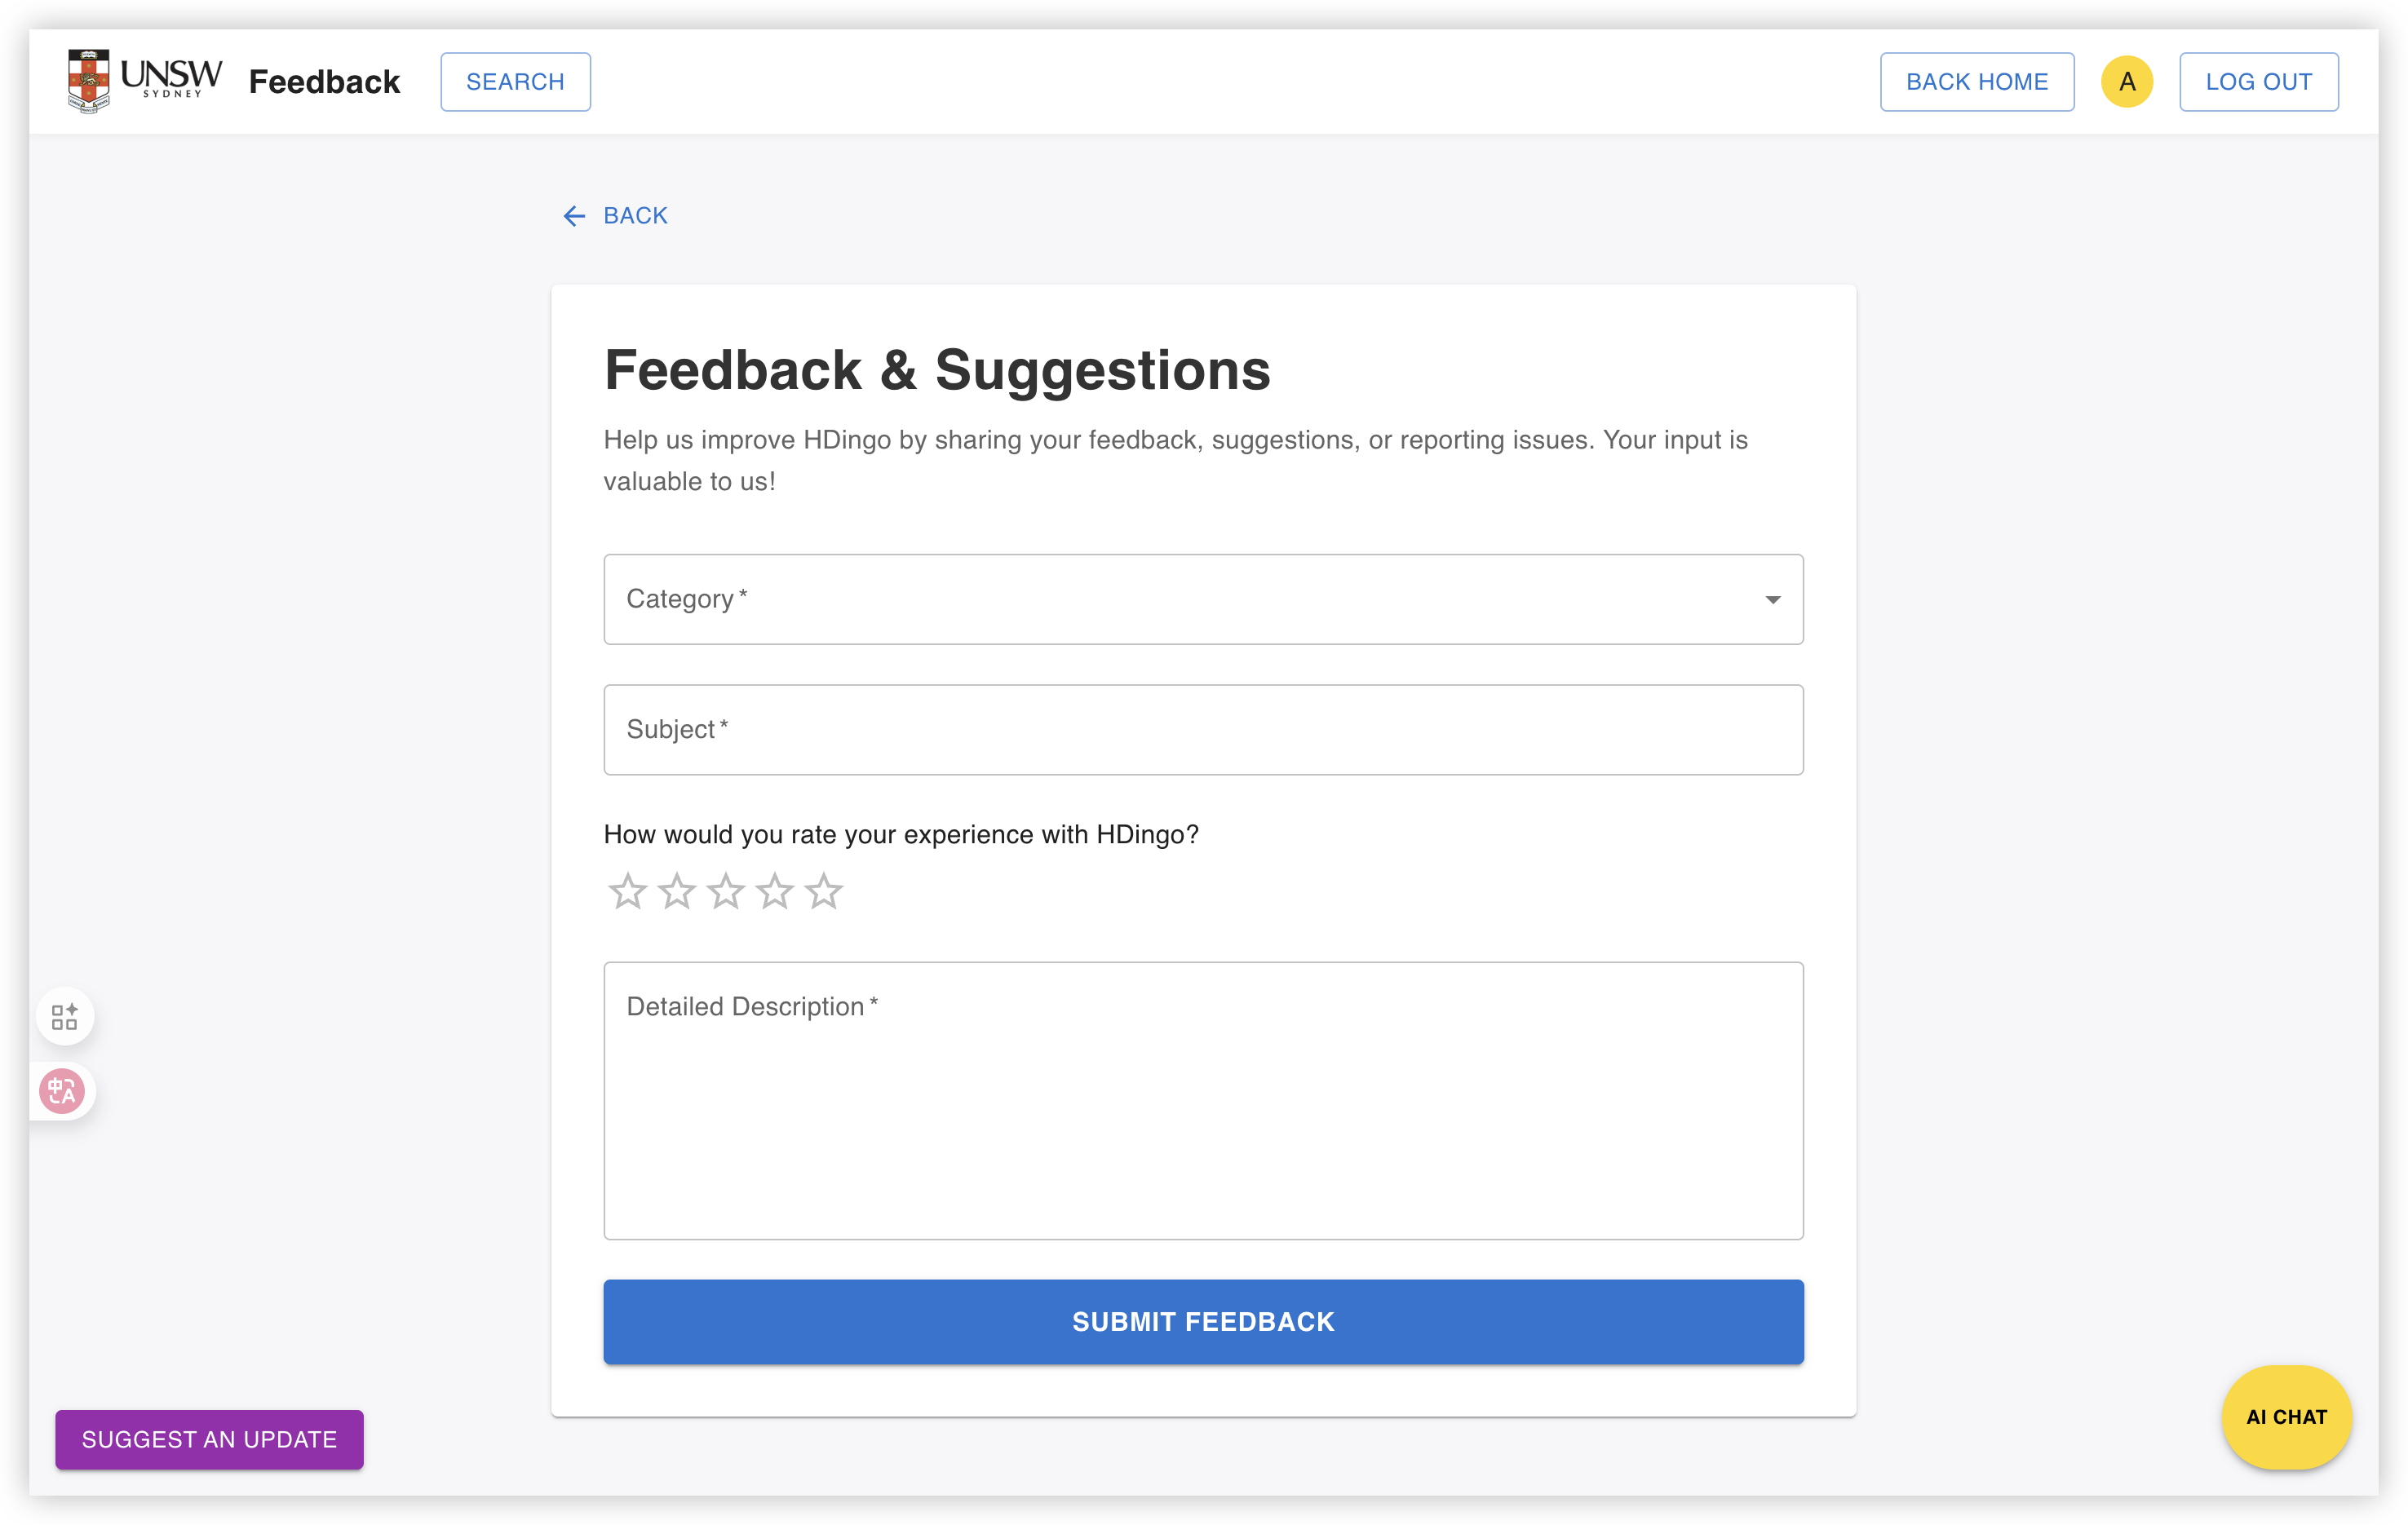 UNSW
SYDNEY
Feedback
SEARCH
BACK HOME
A
LOG OUT
BACK
Feedback & Suggestions
Help us improve HDingo by sharing your feedback, suggestions, or reporting issues. Your input is
valuable to us!
Category *
Subject *
How would you rate your experience with HDingo?
Detailed Description *
SUBMIT FEEDBACK
中A
SUGGEST AN UPDATE
AI CHAT